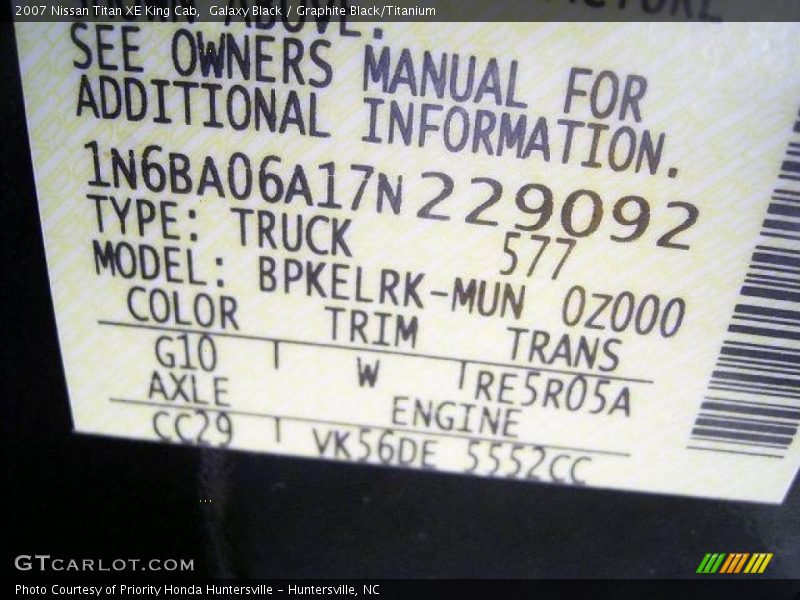 2007 Nissan Titan XE King Cab,  Galaxy Black / Graphite Black/Titanium
ABOVE.
SEE OWNERS MANUAL FOR
ADDITIONAL INFORMATION.
1N6BA06A17N229092
TYPE: TRUCK 577
MODEL: BPKELRK-MUN 0Z000
COLOR TRIM TRANS
G10 W RE5R05A
AXLE ENGINE
CC29 VK56DE 5552CC
GTCARLOT.COM
Photo Courtesy of Priority Honda Huntersville – Huntersville, NC